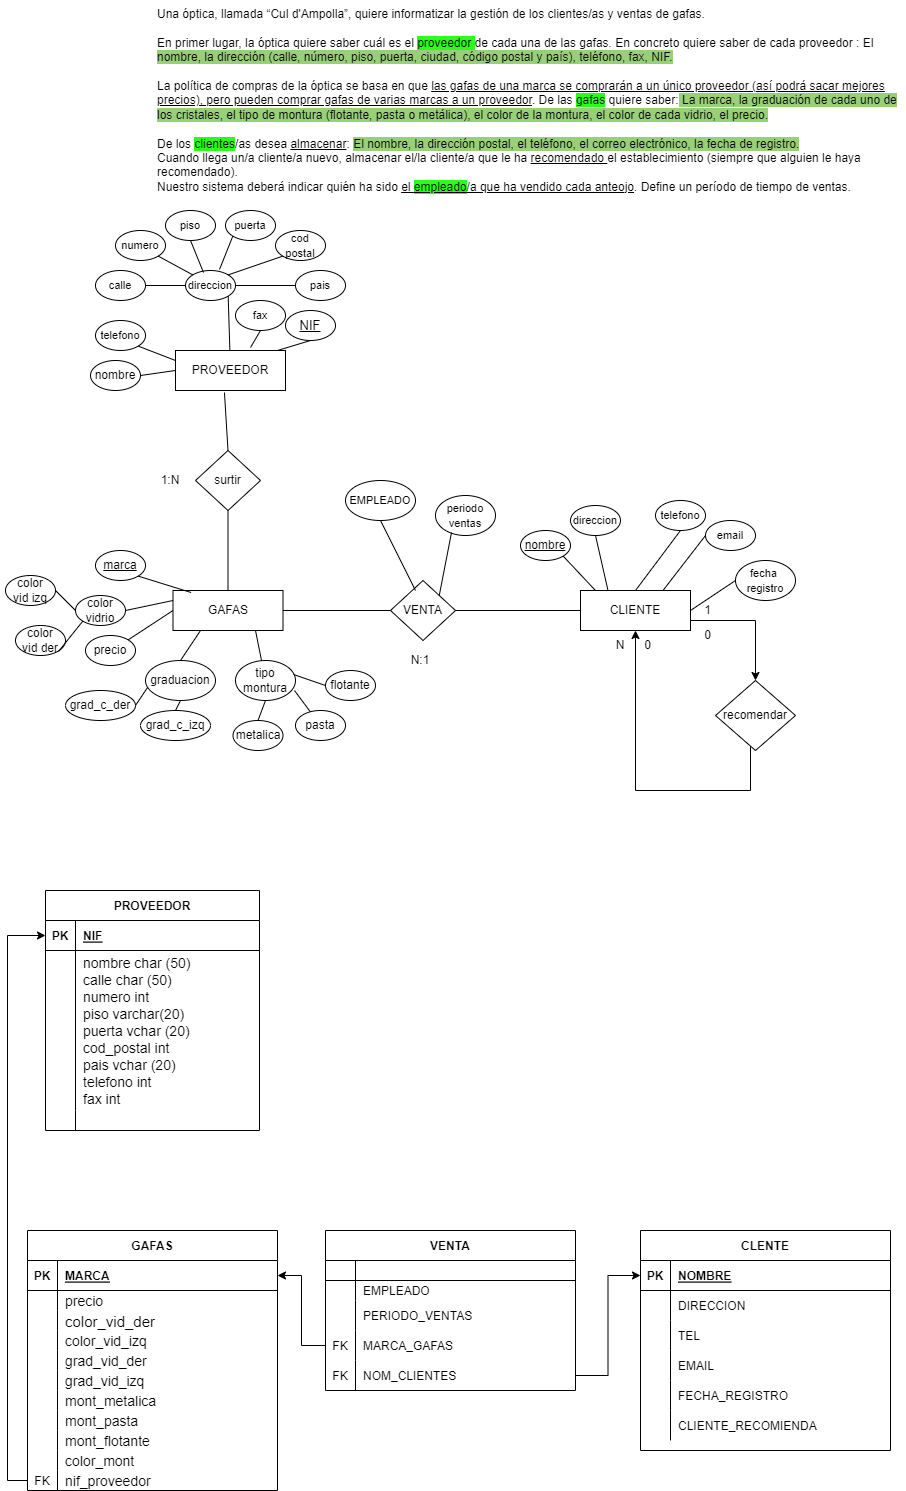 Una óptica, llamada “Cul d'Ampolla”, quiere informatizar la gestión de los clientes/as y ventas de gafas.
En primer lugar, la óptica quiere saber cuál es el proveedor de cada una de las gafas. En concreto quiere saber de cada proveedor : El
nombre, la dirección (calle, número, piso, puerta, ciudad, código postal y país), teléfono, fax, NIF.
La política de compras de la óptica se basa en que las gafas de una marca se comprarán a un único proveedor (así podrá sacar mejores
precios), pero pueden comprar gafas de varias marcas a un proveedor. De las gafas quiere saber: La marca, la graduación de cada uno de
los cristales, el tipo de montura (flotante, pasta o metálica), el color de la montura, el color de cada vidrio, el precio.
De los clientes/as desea almacenar: El nombre, la dirección postal, el teléfono, el correo electrónico, la fecha de registro.
Cuando llega un/a cliente/a nuevo, almacenar el/la cliente/a que le ha recomendado el establecimiento (siempre que alguien le haya
recomendado).
Nuestro sistema deberá indicar quién ha sido el empleado/a que ha vendido cada anteojo. Define un período de tiempo de ventas.
piso
puerta
numero
cod
postal
calle
direccion
pais
fax
NIF
telefono
nombre
PROVEEDOR
1:N
surtir
EMPLEADO
periodo
ventas
nombre
direccion
telefono
email
fecha
registro
marca
color
vid izq
color
vidrio
color
vid der
precio
GAFAS
VENTA
N:1
CLIENTE
1
0
N
0
recomendar
graduacion
grad_c_der
grad_c_izq
tipo
montura
flotante
metalica
pasta
PROVEEDOR
PK
NIF
nombre char (50)
calle char (50)
numero int
piso varchar(20)
puerta vchar (20)
cod_postal int
pais vchar (20)
telefono int
fax int
GAFAS
PK
MARCA
precio
color_vid_der
color_vid_izq
grad_vid_der
grad_vid_izq
mont_metalica
mont_pasta
mont_flotante
color_mont
FK
nif_proveedor
VENTA
EMPLEADO
PERIODO_VENTAS
FK
MARCA_GAFAS
FK
NOM_CLIENTES
CLENTE
PK
NOMBRE
DIRECCION
TEL
EMAIL
FECHA_REGISTRO
CLIENTE_RECOMIENDA